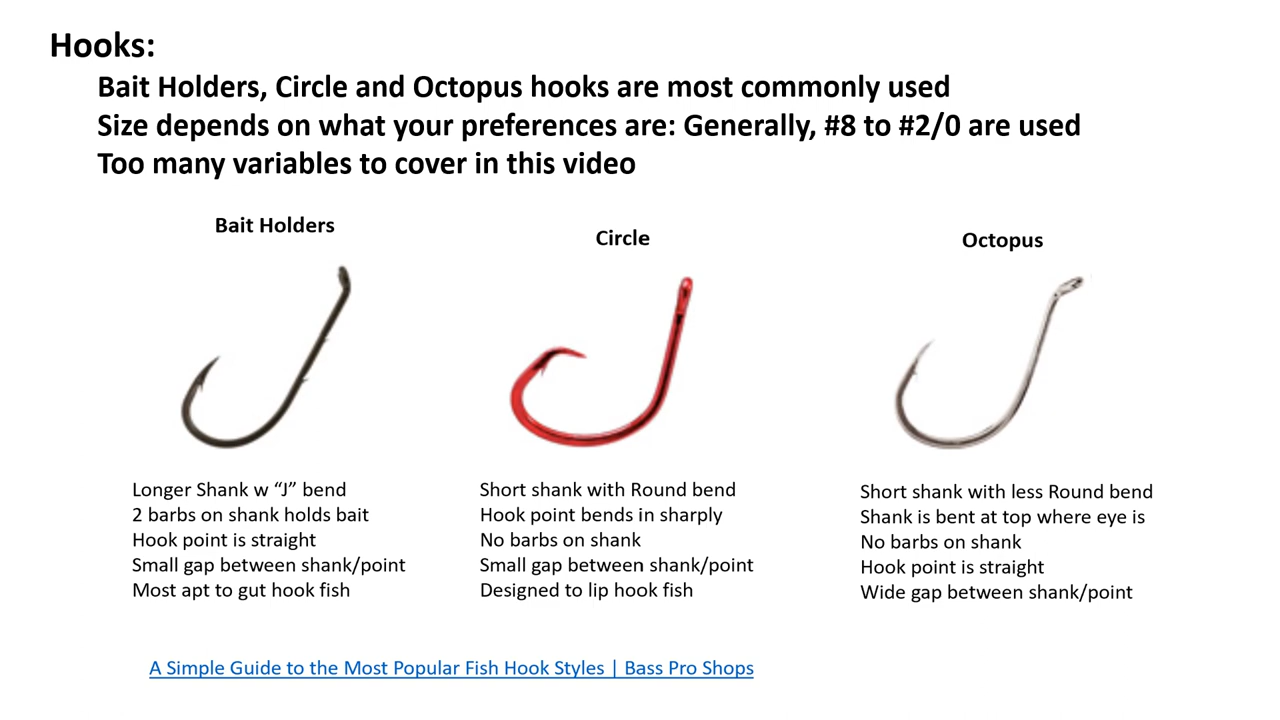 Hooks:
Bait Holders, Circle and Octopus hooks are most commonly used
Size depends on what your preferences are: Generally, #8 to #2/0 are used
Too many variables to cover in this video
Bait Holders
Circle
Octopus
Longer Shank w “J” bend
2 barbs on shank holds bait
Hook point is straight
Small gap between shank/point
Most apt to gut hook fish
Short shank with Round bend
Hook point bends in sharply
No barbs on shank
Small gap between shank/point
Designed to lip hook fish
Short shank with less Round bend
Shank is bent at top where eye is
No barbs on shank
Hook point is straight
Wide gap between shank/point
A Simple Guide to the Most Popular Fish Hook Styles | Bass Pro Shops